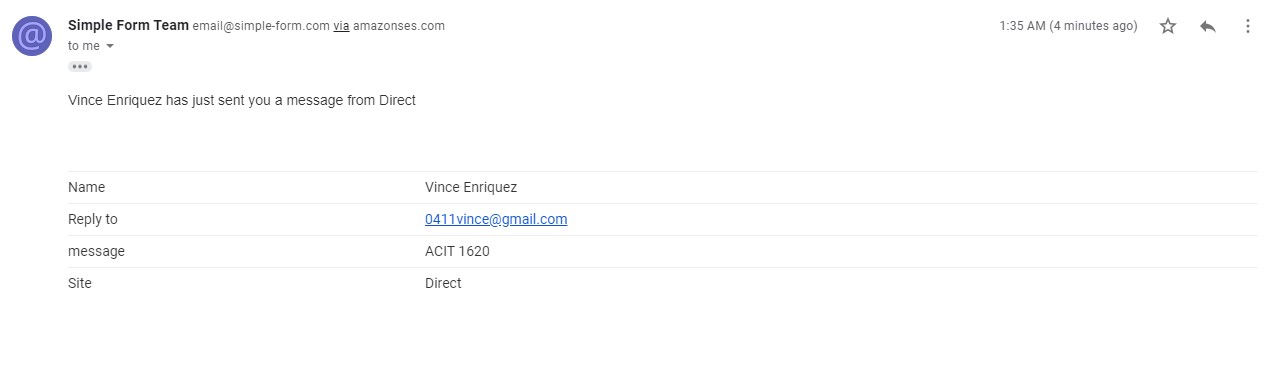 @ Simple Form Team email@simple-form.com via amazonses.com 1:35 AM (4 minutes ago)
to me
Vince Enriquez has just sent you a message from Direct
Name Vince Enriquez
Reply to 0411vince@gmail.com
message ACIT 1620
Site Direct